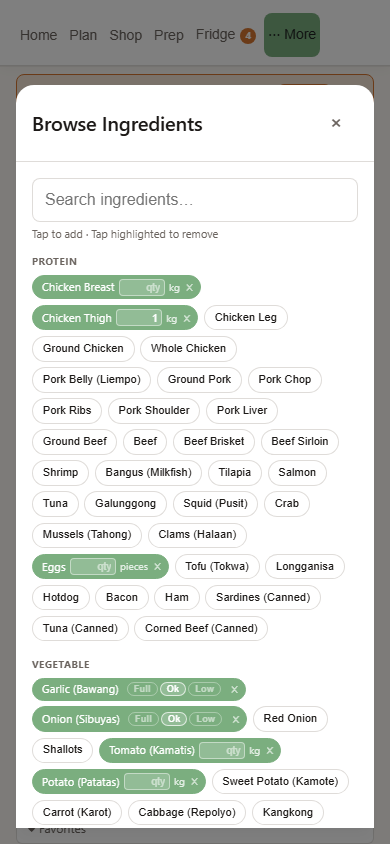 Home Plan Shop Prep Fridge 4 ··· More
Browse Ingredients ×
Search ingredients...
Tap to add · Tap highlighted to remove
PROTEIN
Chicken Breast qty kg ×
Chicken Thigh 1 kg × Chicken Leg
Ground Chicken Whole Chicken
Pork Belly (Liempo) Ground Pork Pork Chop
Pork Ribs Pork Shoulder Pork Liver
Ground Beef Beef Beef Brisket Beef Sirloin
Shrimp Bangus (Milkfish) Tilapia Salmon
Tuna Galunggong Squid (Pusit) Crab
Mussels (Tahong) Clams (Halaan)
Eggs qty pieces × Tofu (Tokwa) Longganisa
Hotdog Bacon Ham Sardines (Canned)
Tuna (Canned) Corned Beef (Canned)
VEGETABLE
Garlic (Bawang) Full Ok Low ×
Onion (Sibuyas) Full Ok Low × Red Onion
Shallots Tomato (Kamatis) qty kg ×
Potato (Patatas) qty kg × Sweet Potato (Kamote)
Carrot (Karot) Cabbage (Repolyo) Kangkong
Favorites